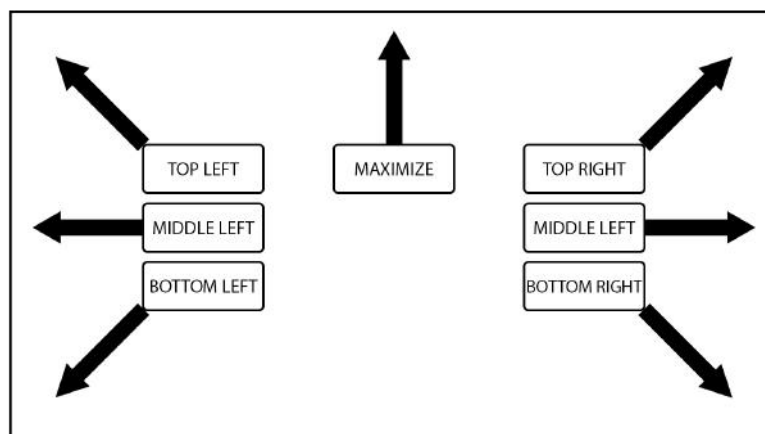 TOP LEFT
MAXIMIZE
TOP RIGHT
MIDDLE LEFT
MIDDLE LEFT
BOTTOM LEFT
BOTTOM RIGHT